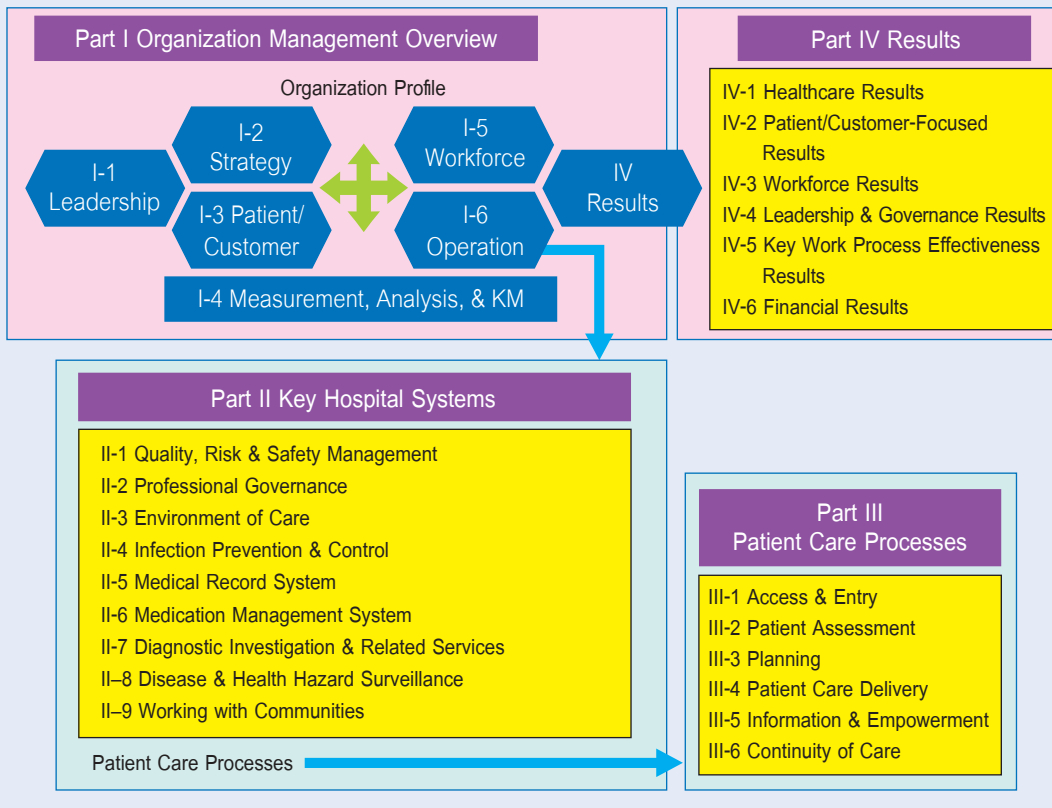 Part I Organization Management Overview
Organization Profile
I-1
Leadership
I-2
Strategy
I-3 Patient/
Customer
I-5
Workforce
I-6
Operation
IV
Results
I-4 Measurement, Analysis, & KM
Part IV Results
IV-1 Healthcare Results
IV-2 Patient/Customer-Focused
Results
IV-3 Workforce Results
IV-4 Leadership & Governance Results
IV-5 Key Work Process Effectiveness
Results
IV-6 Financial Results
Part II Key Hospital Systems
II-1 Quality, Risk & Safety Management
II-2 Professional Governance
II-3 Environment of Care
II-4 Infection Prevention & Control
II-5 Medical Record System
II-6 Medication Management System
II-7 Diagnostic Investigation & Related Services
II–8 Disease & Health Hazard Surveillance
II–9 Working with Communities
Patient Care Processes
Part III
Patient Care Processes
III-1 Access & Entry
III-2 Patient Assessment
III-3 Planning
III-4 Patient Care Delivery
III-5 Information & Empowerment
III-6 Continuity of Care